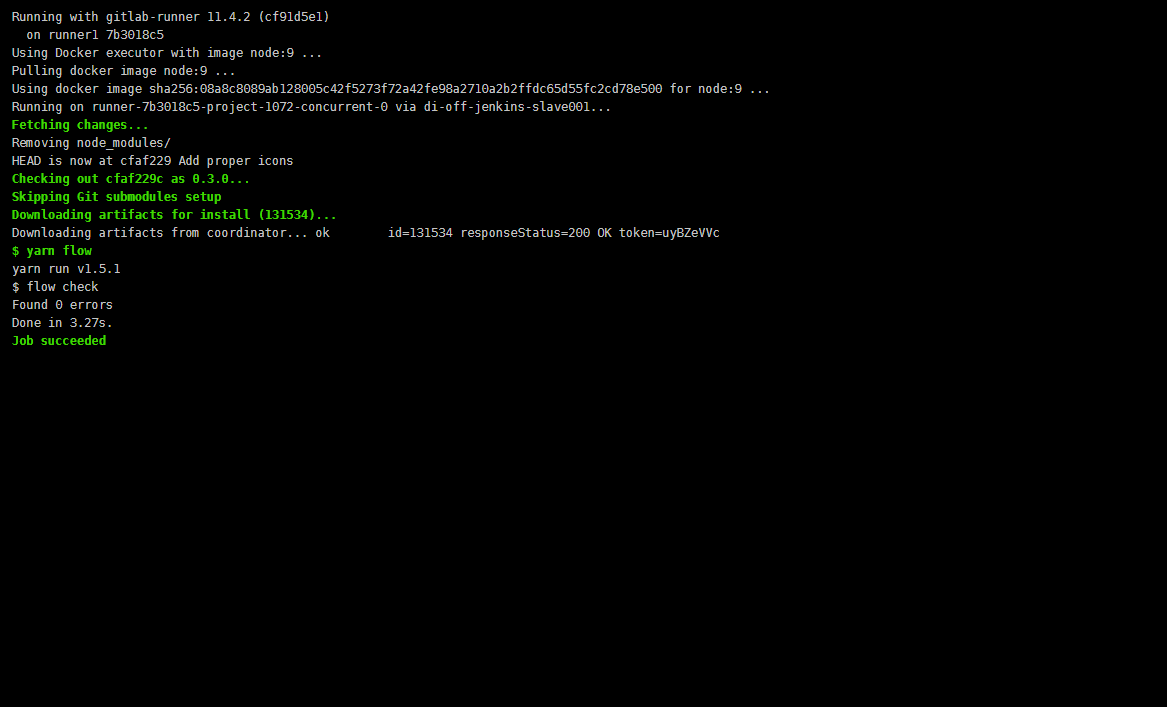 Running with gitlab-runner 11.4.2 (cf91d5e1)
on runner1 7b3018c5
Using Docker executor with image node:9 ...
Pulling docker image node:9 ...
Using docker image sha256:08a8c8089ab128005c42f5273f72a42fe98a2710a2b2ffdc65d55fc2cd78e500 for node:9 ...
Running on runner-7b3018c5-project-1072-concurrent-0 via di-off-jenkins-slave001...
Fetching changes...
Removing node_modules/
HEAD is now at cfaf229 Add proper icons
Checking out cfaf229c as 0.3.0...
Skipping Git submodules setup
Downloading artifacts for install (131534)...
Downloading artifacts from coordinator... ok        id=131534 responseStatus=200 OK token=uyBZeVVc
$ yarn flow
yarn run v1.5.1
$ flow check
Found 0 errors
Done in 3.27s.
Job succeeded